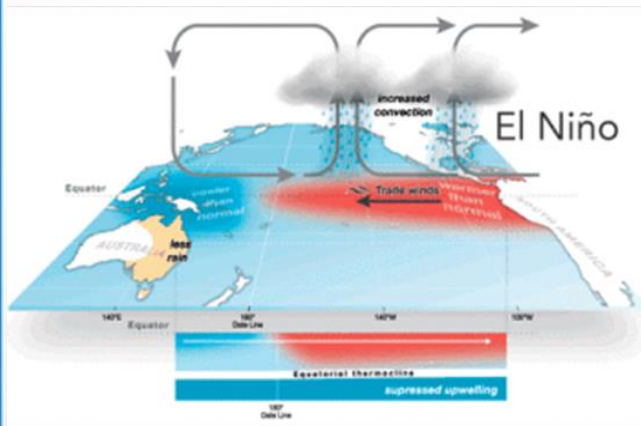 increased
convection
El Niño
Equator
cooler
than
normal
Trade winds
warmer
than
normal
AUSTRALIA
less
rain
SOUTH AMERICA
140°E
180°
Date Line
140°W
100°W
Equator
Equatorial thermocline
supressed upwelling
180°
Date Line